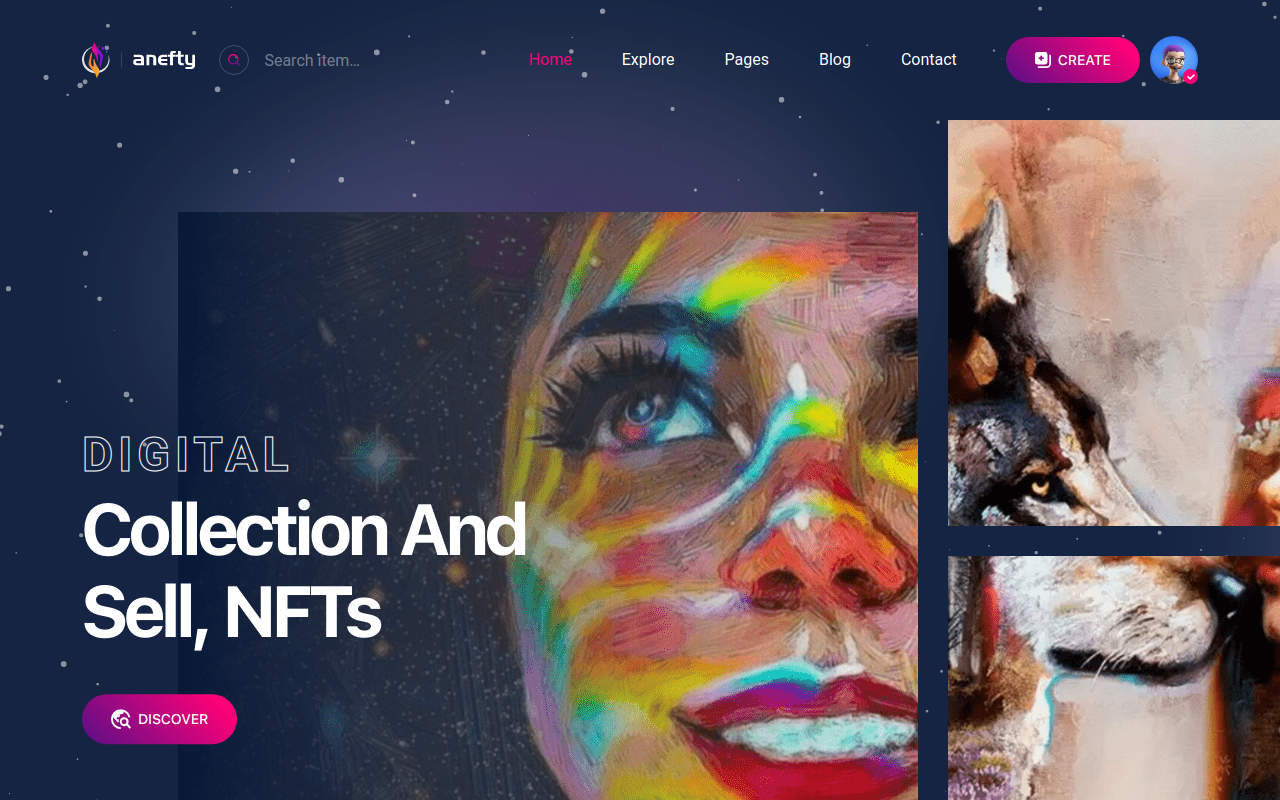 anefty
Search item...
Home
Explore
Pages
Blog
Contact
CREATE
DIGITAL
Collection And
Sell, NFTs
DISCOVER